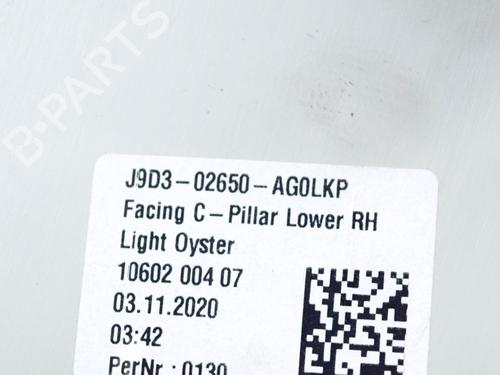 B-PARTS
J9D3-02650-AG0LKP
Facing C-Pillar Lower RH
Light Oyster
10602 004 07
03.11.2020
03:42
PerNr.: 0130